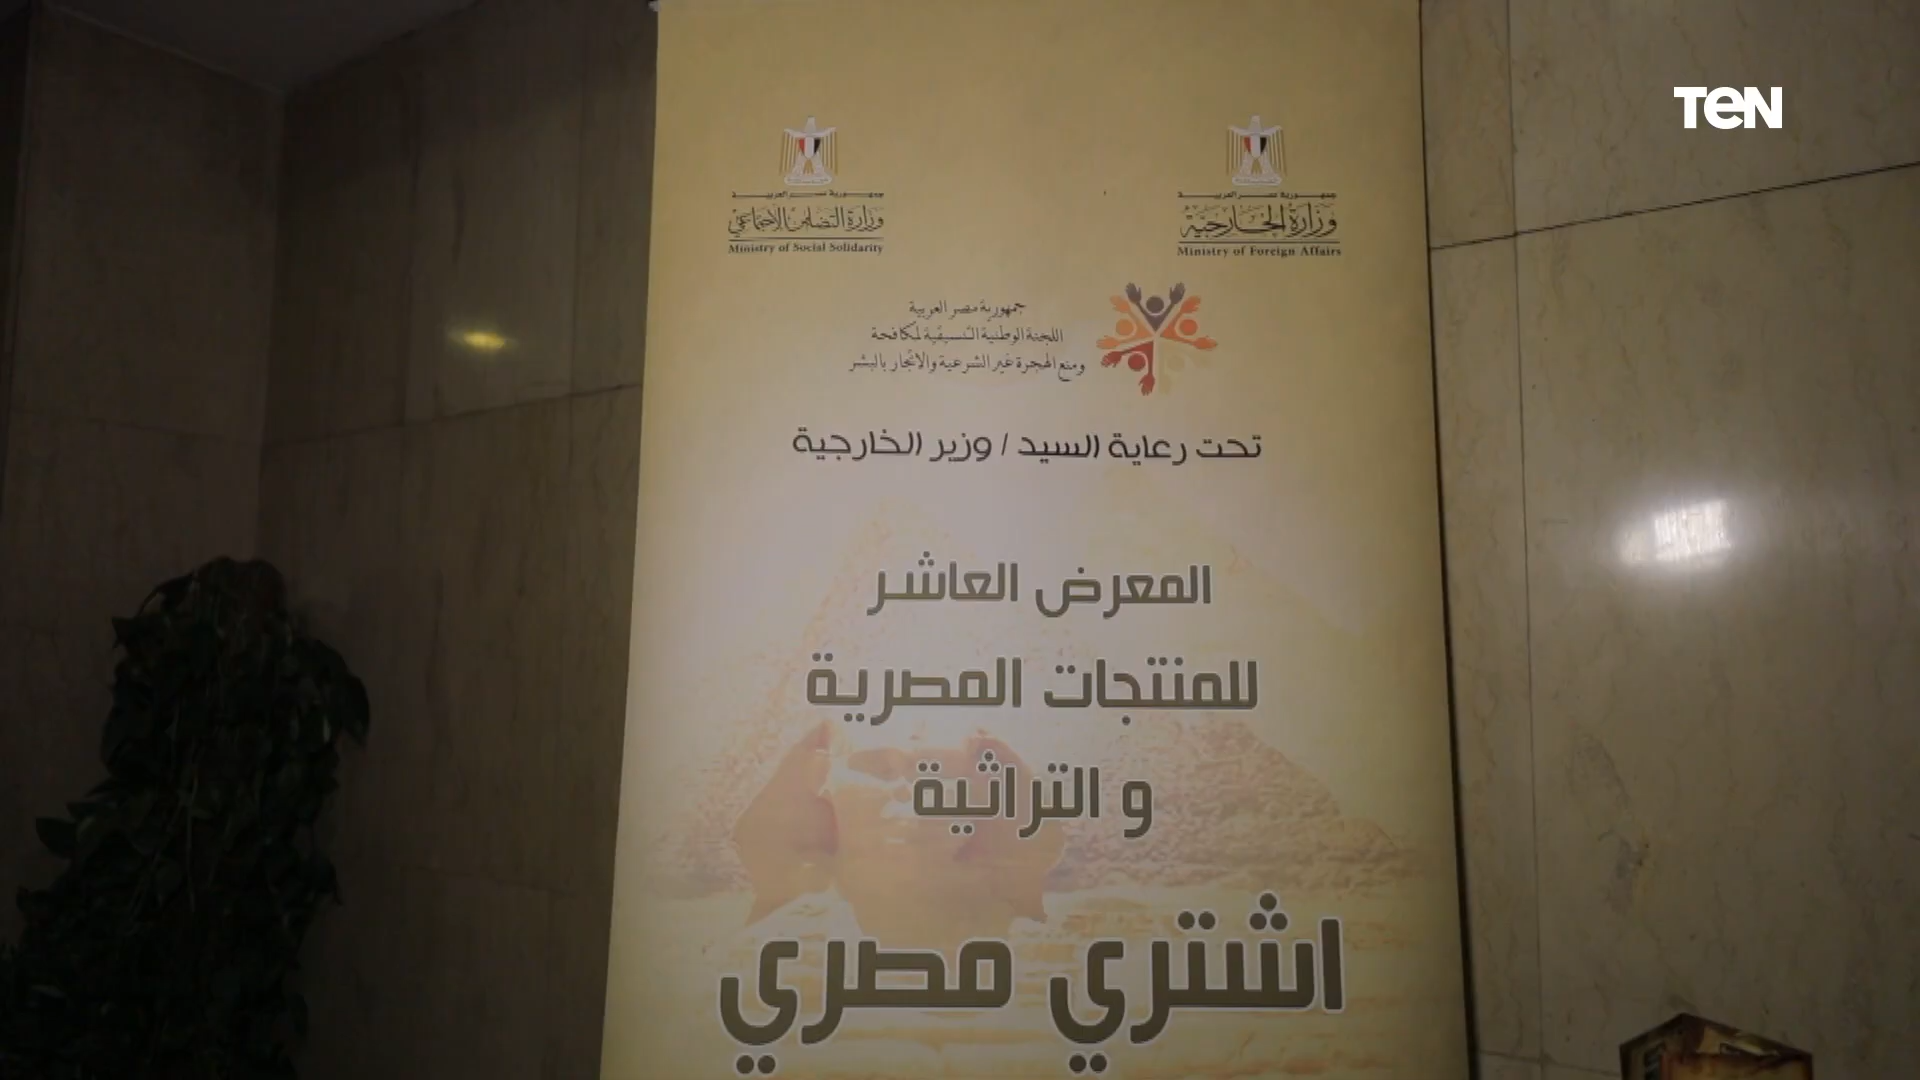 TeN
جمهورية مصر العربية
وزارة الخارجية
Ministry of Foreign Affairs
جمهورية مصر العربية
وزارة التضامن الاجتماعي
Ministry of Social Solidarity
جمهورية مصر العربية
اللجنة الوطنية التنسيقية لمكافحة
ومنع الهجرة غير الشرعية والاتجار بالبشر
تحت رعاية السيد / وزير الخارجية
المعرض العاشر
للمنتجات المصرية
و التراثية
اشتري مصري